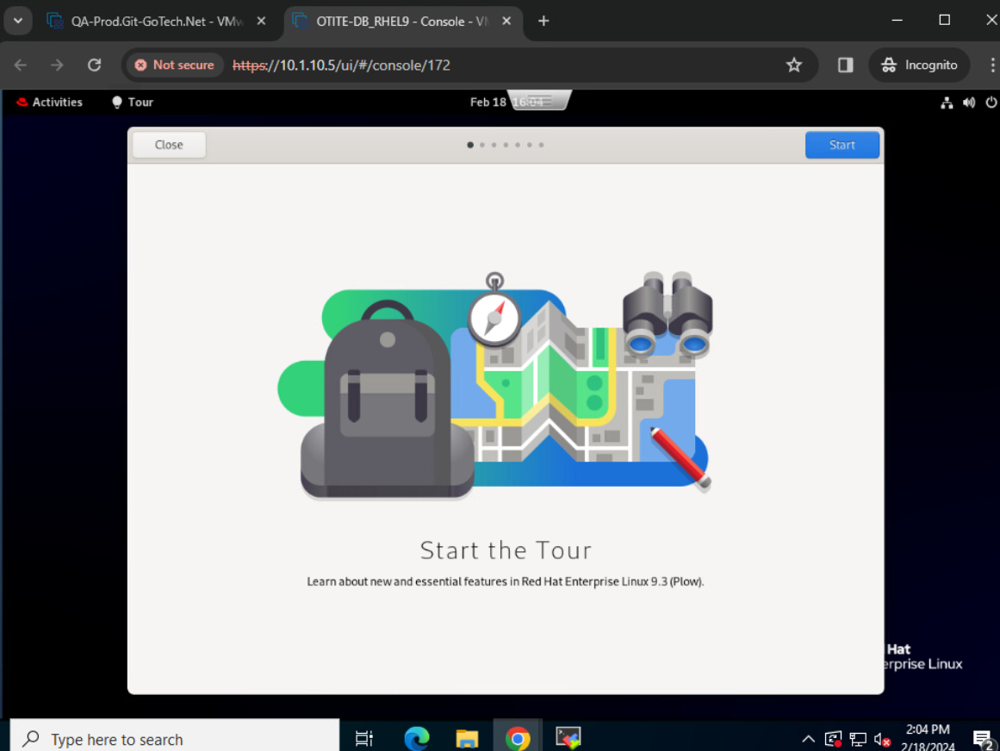 QA-Prod.Git-GoTech.Net - VMw
OTITE-DB_RHEL9 - Console - VM
Not secure
https://10.1.10.5/ui/#/console/172
Incognito
Activities
Tour
Feb 18 16:04
Close
Start
Start the Tour
Learn about new and essential features in Red Hat Enterprise Linux 9.3 (Plow).
Hat
erprise Linux
Type here to search
2:04 PM
2/18/2024
2